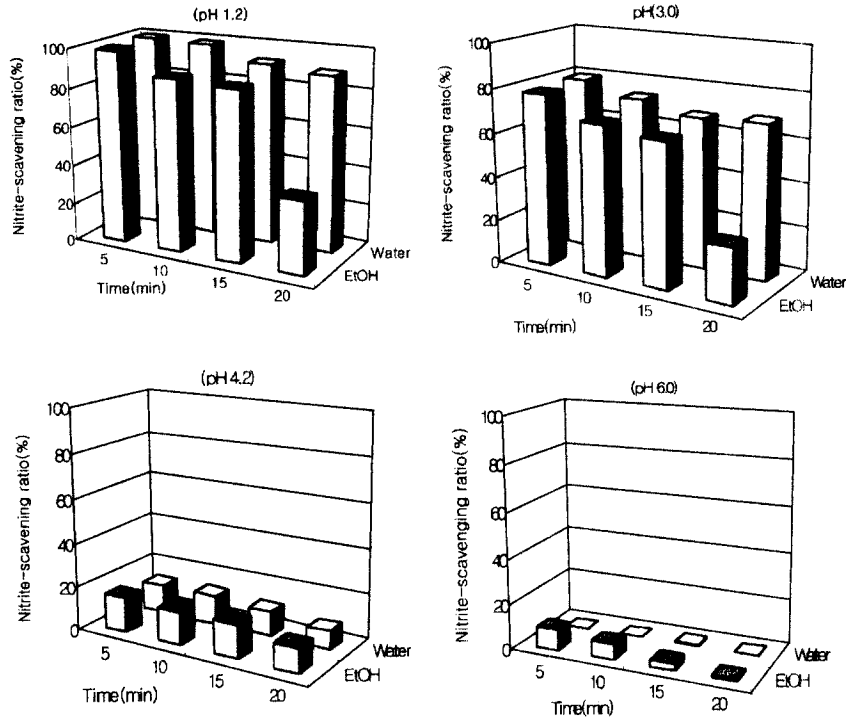 (pH 1.2)
Nitrite-scavening ratio(%)
100
80
60
40
20
0
5
10
15
20
Time(min)
Water
EtOH
pH(3.0)
Nitrite-scavening ratio(%)
100
80
60
40
20
0
5
10
15
20
Time(min)
Water
EtOH
(pH 4.2)
Nitrite-scavening ratio(%)
100
80
60
40
20
0
5
10
15
20
Time(min)
Water
EtOH
(pH 6.0)
Nitrite-scavenging ratio(%)
100
80
60
40
20
0
5
10
15
20
Time(min)
Water
EtOH